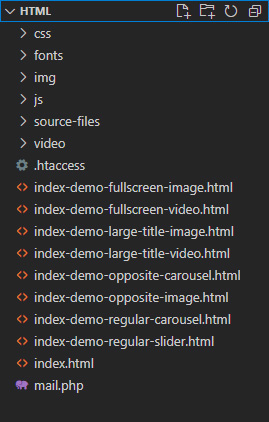 HTML
css
fonts
img
js
source-files
video
.htaccess
index-demo-fullscreen-image.html
index-demo-fullscreen-video.html
index-demo-large-title-image.html
index-demo-large-title-video.html
index-demo-opposite-carousel.html
index-demo-opposite-image.html
index-demo-regular-carousel.html
index-demo-regular-slider.html
index.html
mail.php